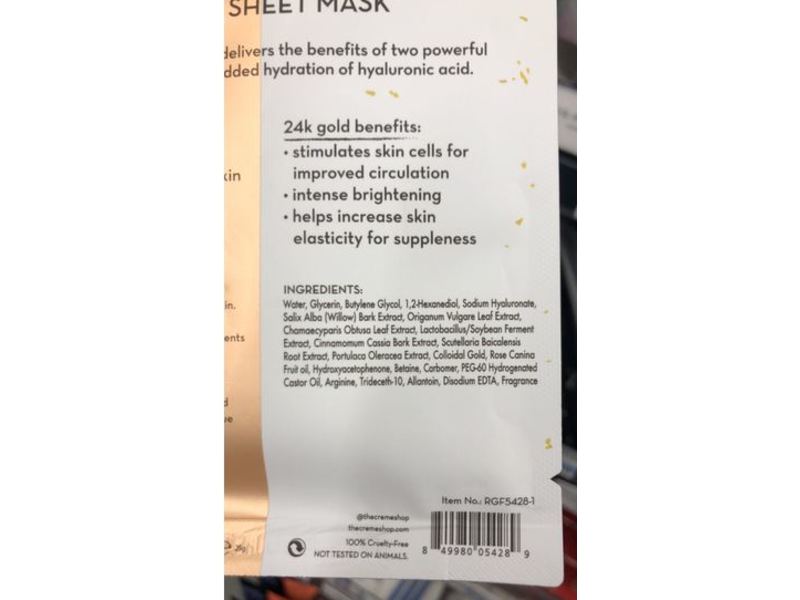 SHEET MASK
delivers the benefits of two powerful
dded hydration of hyaluronic acid.
24k gold benefits:
• stimulates skin cells for
improved circulation
• intense brightening
• helps increase skin
elasticity for suppleness
kin
in.
ents
d
ve
INGREDIENTS:
Water, Glycerin, Butylene Glycol, 1,2-Hexanediol, Sodium Hyaluronate,
Salix Alba (Willow) Bark Extract, Origanum Vulgare Leaf Extract,
Chamaecyparis Obtusa Leaf Extract, Lactobacillus/Soybean Ferment
Extract, Cinnamomum Cassia Bark Extract, Scutellaria Baicalensis
Root Extract, Portulaca Oleracea Extract, Colloidal Gold, Rose Canina
Fruit oil, Hydroxyacetophenone, Betaine, Carbomer, PEG-60 Hydrogenated
Castor Oil, Arginine, Trideceth-10, Allantoin, Disodium EDTA, Fragrance
Item No.: RGF5428-1
@thecremeshop
thecremeshop.com
100% Cruelty-Free
NOT TESTED ON ANIMALS.
8 49980 05428 9
e 25g